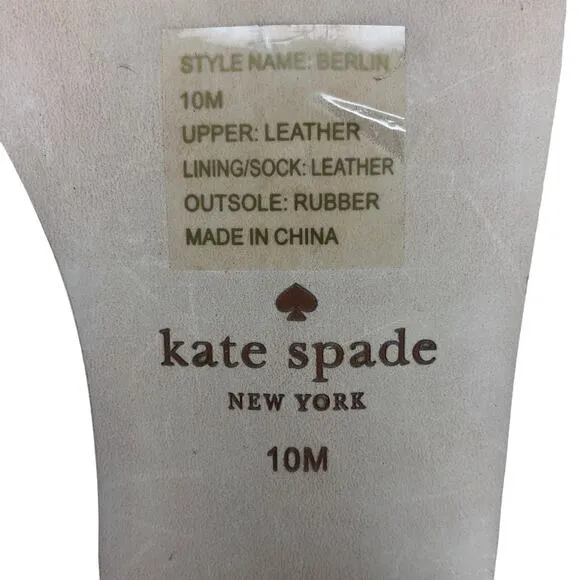 STYLE NAME: BERLIN
10M
UPPER: LEATHER
LINING/SOCK: LEATHER
OUTSOLE: RUBBER
MADE IN CHINA
kate spade
NEW YORK
10M